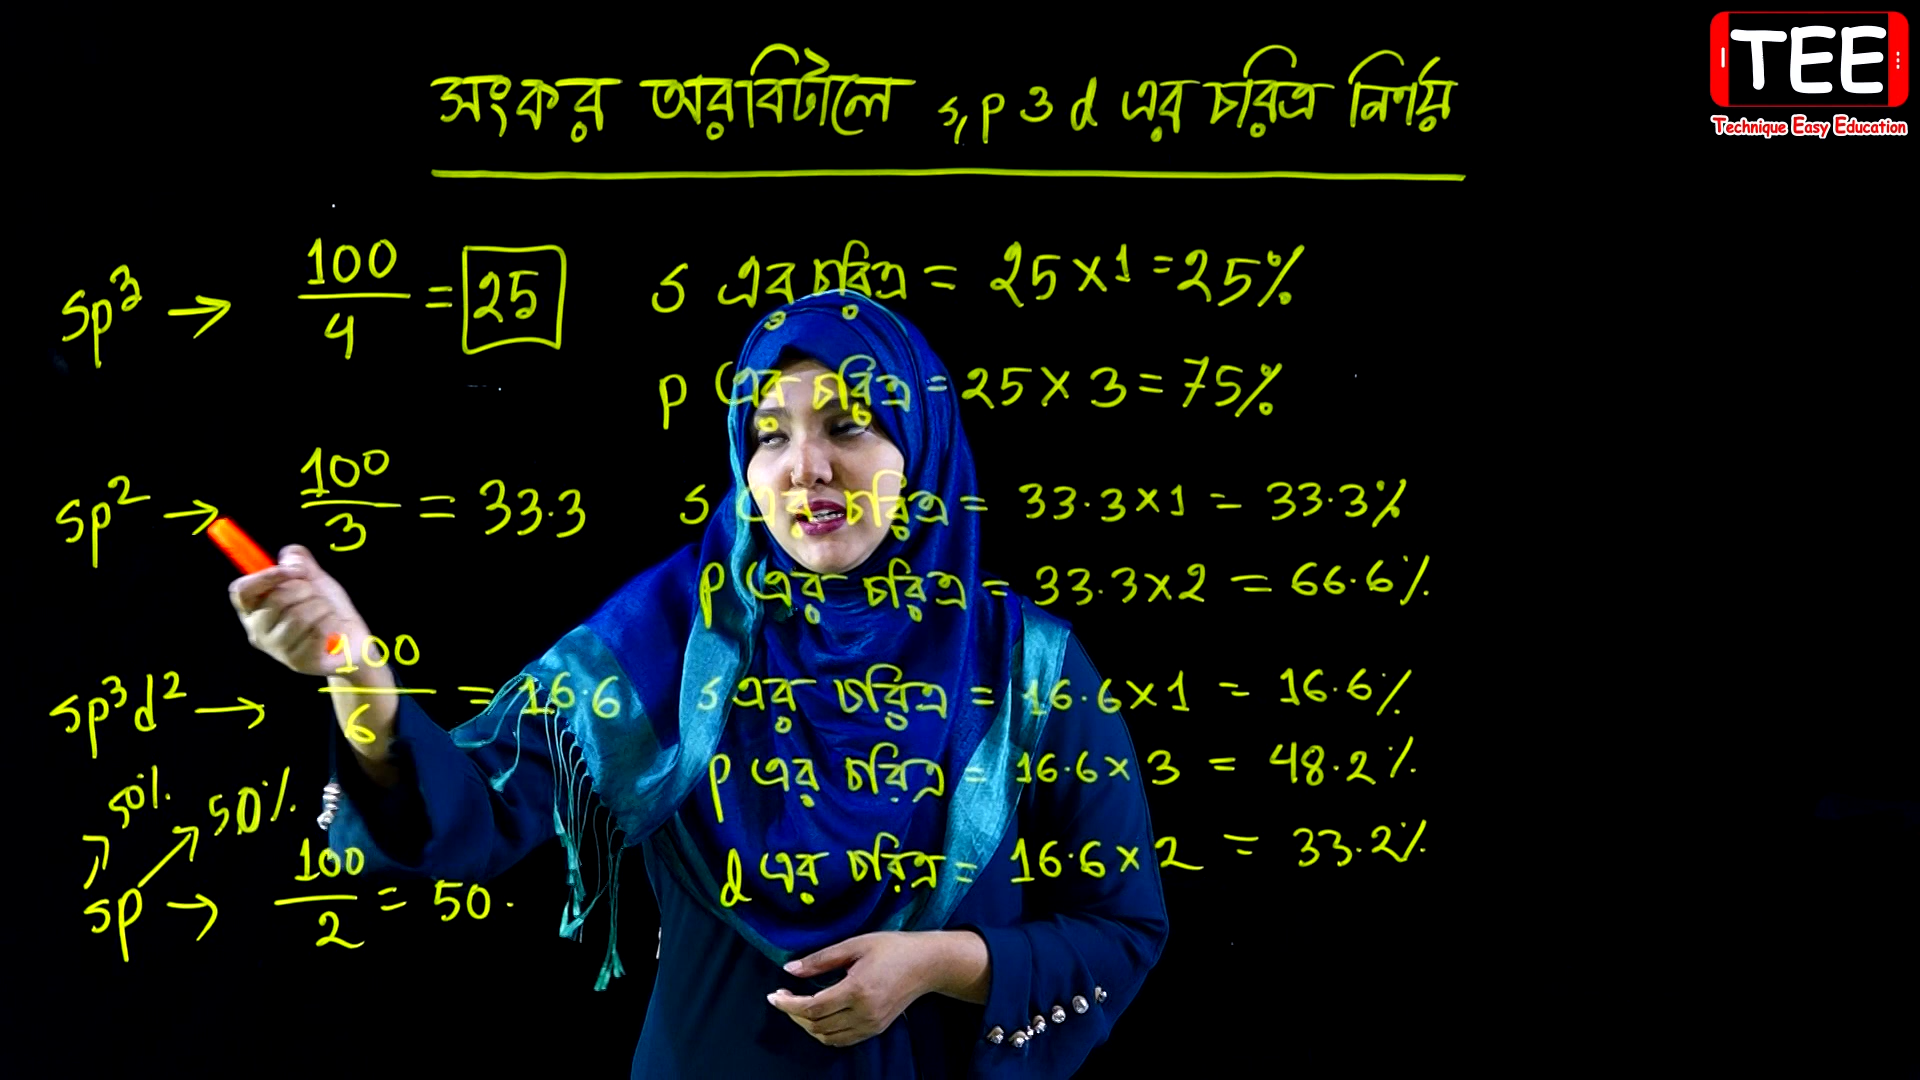 TEE
Technique Easy Education
সংকর অরবিটালে s, p ও d এর চরিত্র নির্ণয়
sp³ → 100/4 = 25 s এর চরিত্র = 25 × 1 = 25%
p এর চরিত্র = 25 × 3 = 75%
sp² → 100/3 = 33.3 s এর চরিত্র = 33.3 × 1 = 33.3%
p এর চরিত্র = 33.3 × 2 = 66.6%
sp³d² → 100/6 = 16.6 s এর চরিত্র = 16.6 × 1 = 16.6%
p এর চরিত্র = 16.6 × 3 = 48.2%
50% 50%
d এর চরিত্র = 16.6 × 2 = 33.2%
sp → 100/2 = 50.